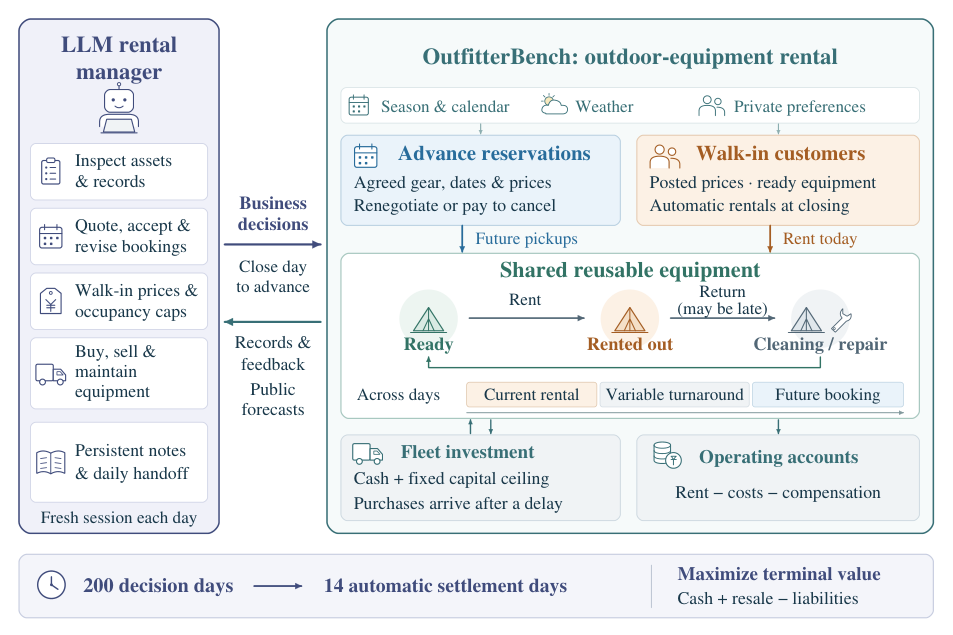 LLM rental
manager
Inspect assets
& records
Quote, accept &
revise bookings
Walk-in prices &
occupancy caps
Buy, sell &
maintain
equipment
Persistent notes
& daily handoff
Fresh session each day
Business
decisions
Close day
to advance
Records &
feedback
Public
forecasts
OutfitterBench: outdoor-equipment rental
Season & calendar
Weather
Private preferences
Advance reservations
Agreed gear, dates & prices
Renegotiate or pay to cancel
Walk-in customers
Posted prices · ready equipment
Automatic rentals at closing
Future pickups
Rent today
Shared reusable equipment
Rent
Return
(may be late)
Ready
Rented out
Cleaning / repair
Across days
Current rental
Variable turnaround
Future booking
Fleet investment
Cash + fixed capital ceiling
Purchases arrive after a delay
Operating accounts
Rent − costs − compensation
200 decision days
14 automatic settlement days
Maximize terminal value
Cash + resale − liabilities